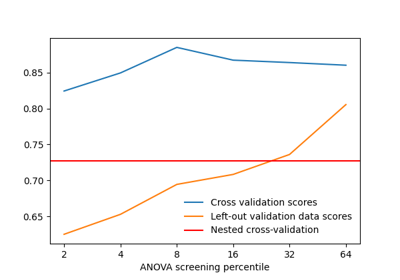 0.85
0.80
0.75
0.70
0.65
Cross validation scores
Left-out validation data scores
Nested cross-validation
2 4 8 16 32 64
ANOVA screening percentile